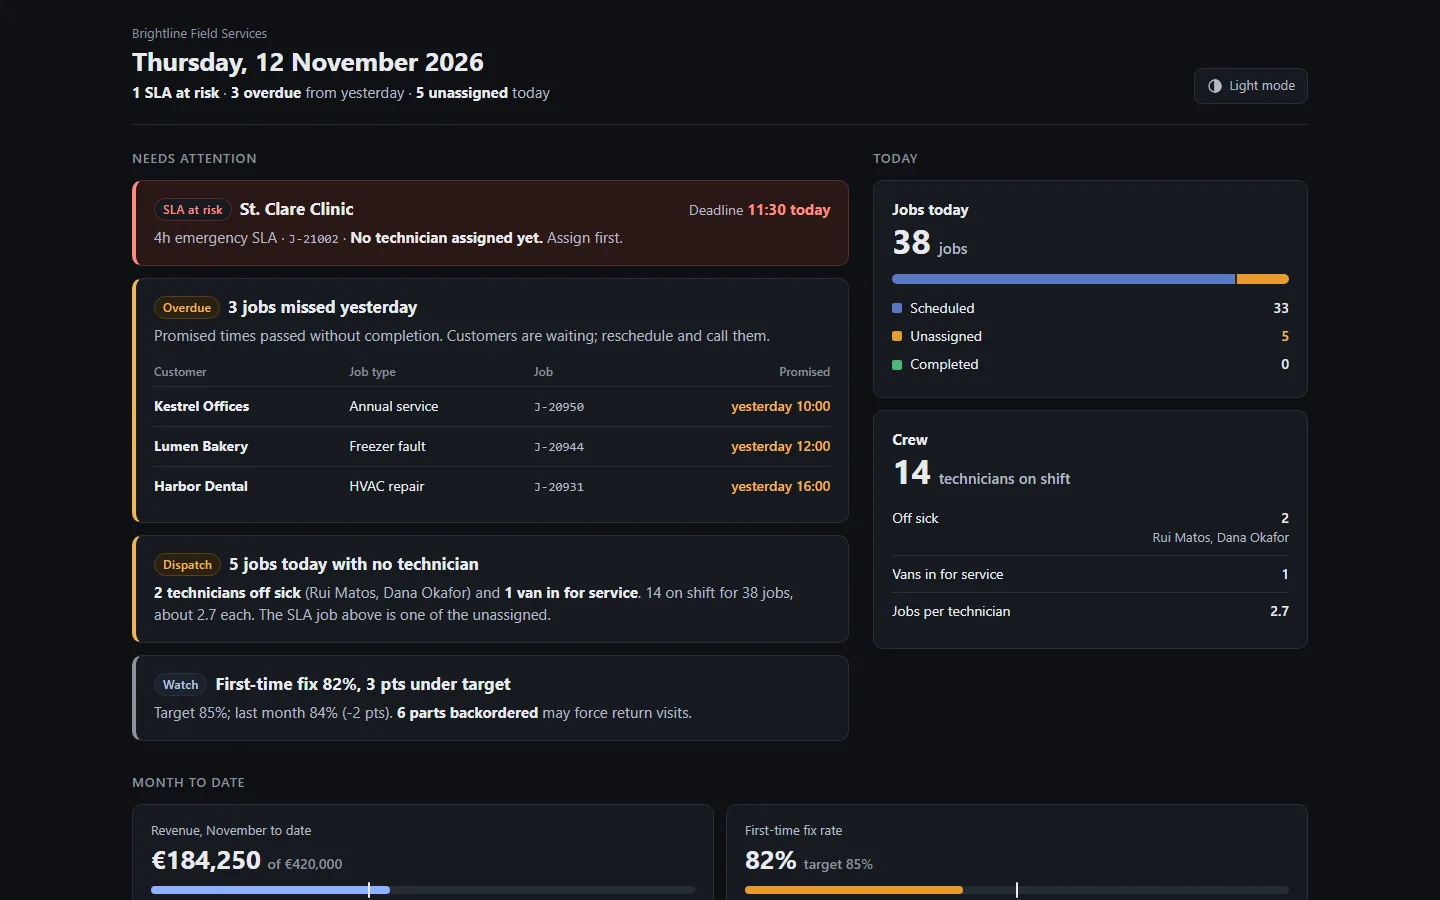 Brightline Field Services
Thursday, 12 November 2026
1 SLA at risk · 3 overdue from yesterday · 5 unassigned today
Light mode
NEEDS ATTENTION
SLA at risk St. Clare Clinic Deadline 11:30 today
4h emergency SLA · J-21002 · No technician assigned yet. Assign first.
Overdue 3 jobs missed yesterday
Promised times passed without completion. Customers are waiting; reschedule and call them.
Customer Job type Job Promised
Kestrel Offices Annual service J-20950 yesterday 10:00
Lumen Bakery Freezer fault J-20944 yesterday 12:00
Harbor Dental HVAC repair J-20931 yesterday 16:00
Dispatch 5 jobs today with no technician
2 technicians off sick (Rui Matos, Dana Okafor) and 1 van in for service. 14 on shift for 38 jobs,
about 2.7 each. The SLA job above is one of the unassigned.
Watch First-time fix 82%, 3 pts under target
Target 85%; last month 84% (-2 pts). 6 parts backordered may force return visits.
TODAY
Jobs today
38 jobs
Scheduled 33
Unassigned 5
Completed 0
Crew
14 technicians on shift
Off sick 2
Rui Matos, Dana Okafor
Vans in for service 1
Jobs per technician 2.7
MONTH TO DATE
Revenue, November to date
€184,250 of €420,000
First-time fix rate
82% target 85%